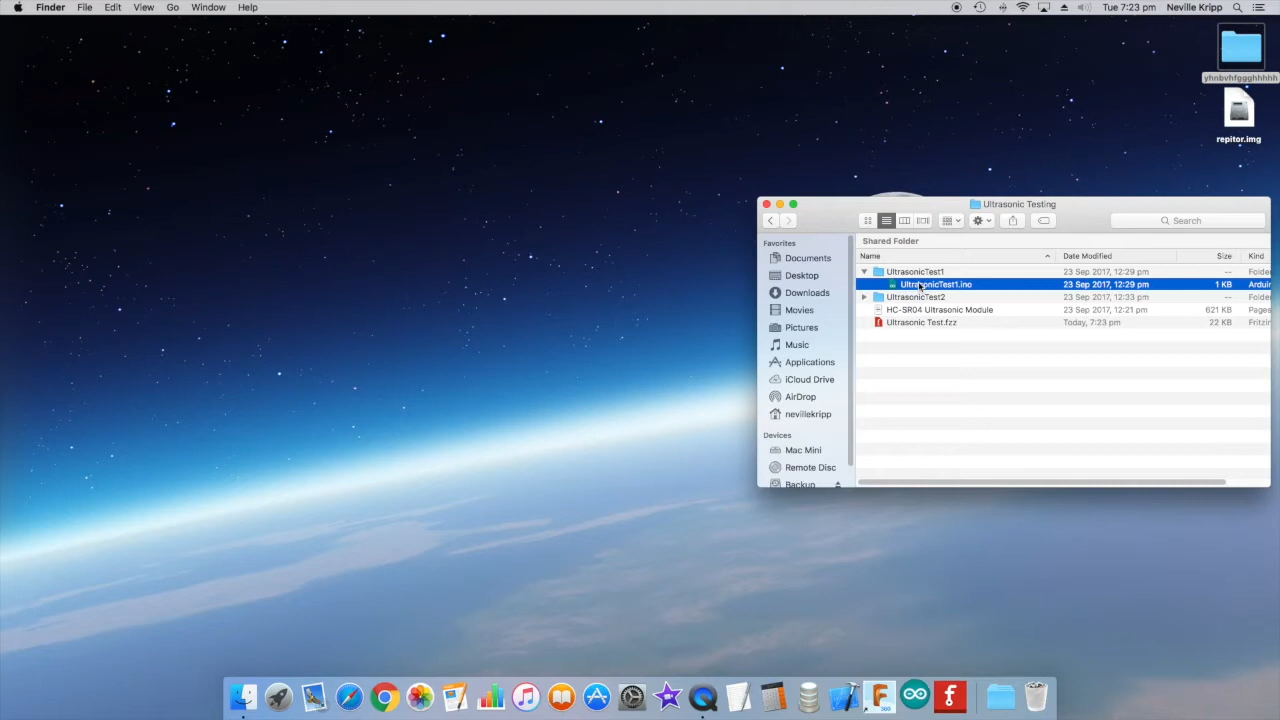 Finder File Edit View Go Window Help Tue 7:23 pm Neville Kripp
yhnbvhfggghhhhh
repitor.img
Ultrasonic Testing
Search
Favorites
Documents
Desktop
Downloads
Movies
Pictures
Music
Applications
iCloud Drive
AirDrop
nevillekripp
Devices
Mac Mini
Remote Disc
Backup
Shared Folder
Name Date Modified Size Kind
UltrasonicTest1 23 Sep 2017, 12:29 pm -- Folde
UltrasonicTest1.ino 23 Sep 2017, 12:29 pm 1 KB Ardui
UltrasonicTest2 23 Sep 2017, 12:33 pm -- Folde
HC-SR04 Ultrasonic Module 23 Sep 2017, 12:21 pm 621 KB Pages
Ultrasonic Test.fzz Today, 7:23 pm 22 KB Fritzin